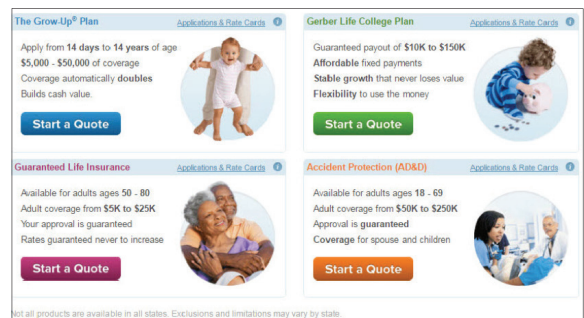 The Grow-Up® Plan
Applications & Rate Cards
Apply from 14 days to 14 years of age
$5,000 - $50,000 of coverage
Coverage automatically doubles
Builds cash value.
Start a Quote
Gerber Life College Plan
Applications & Rate Cards
Guaranteed payout of $10K to $150K
Affordable fixed payments
Stable growth that never loses value
Flexibility to use the money
Start a Quote
Guaranteed Life Insurance
Applications & Rate Cards
Available for adults ages 50 - 80
Adult coverage from $5K to $25K
Your approval is guaranteed
Rates guaranteed never to increase
Start a Quote
Accident Protection (AD&D)
Applications & Rate Cards
Available for adults ages 18 - 69
Adult coverage from $50K to $250K
Approval is guaranteed
Coverage for spouse and children
Start a Quote
Not all products are available in all states. Exclusions and limitations may vary by state.